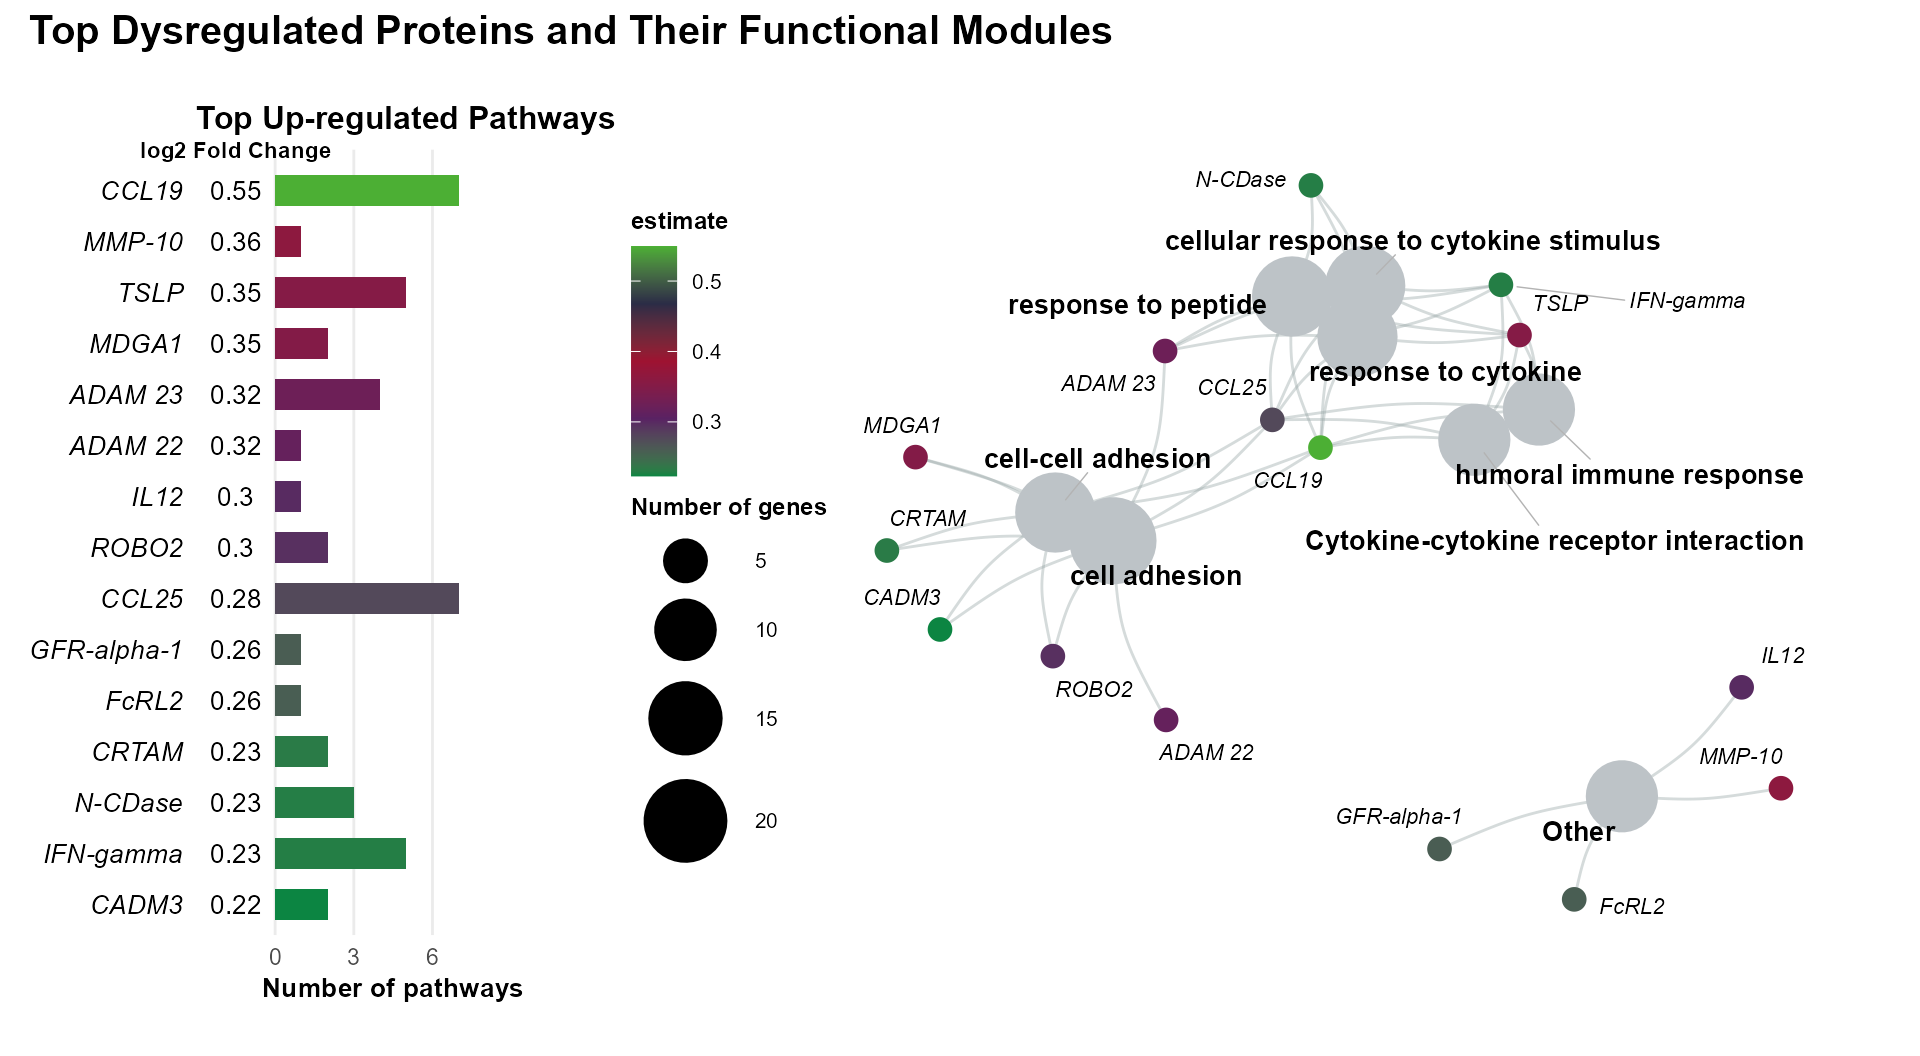 Top Dysregulated Proteins and Their Functional Modules
Top Up-regulated Pathways
log2 Fold Change
CCL19 0.55
MMP-10 0.36
TSLP 0.35
MDGA1 0.35
ADAM 23 0.32
ADAM 22 0.32
IL12 0.3
ROBO2 0.3
CCL25 0.28
GFR-alpha-1 0.26
FcRL2 0.26
CRTAM 0.23
N-CDase 0.23
IFN-gamma 0.23
CADM3 0.22
0 3 6
Number of pathways
estimate
0.5
0.4
0.3
Number of genes
5
10
15
20
N-CDase
cellular response to cytokine stimulus
response to peptide
TSLP
IFN-gamma
ADAM 23
CCL25
response to cytokine
MDGA1
cell-cell adhesion
CCL19
humoral immune response
CRTAM
Cytokine-cytokine receptor interaction
cell adhesion
CADM3
ROBO2
ADAM 22
IL12
MMP-10
GFR-alpha-1
Other
FcRL2